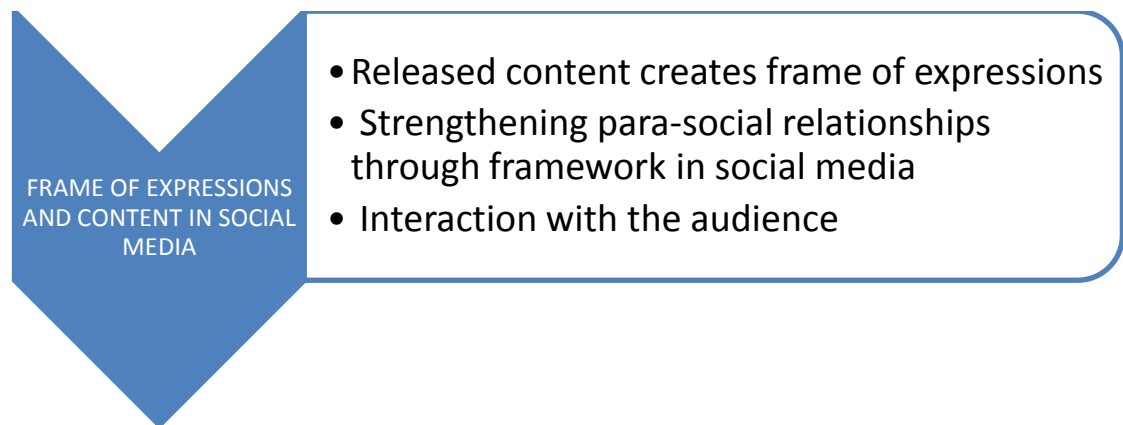 FRAME OF EXPRESSIONS
AND CONTENT IN SOCIAL
MEDIA
•Released content creates frame of expressions
• Strengthening para-social relationships
through framework in social media
• Interaction with the audience